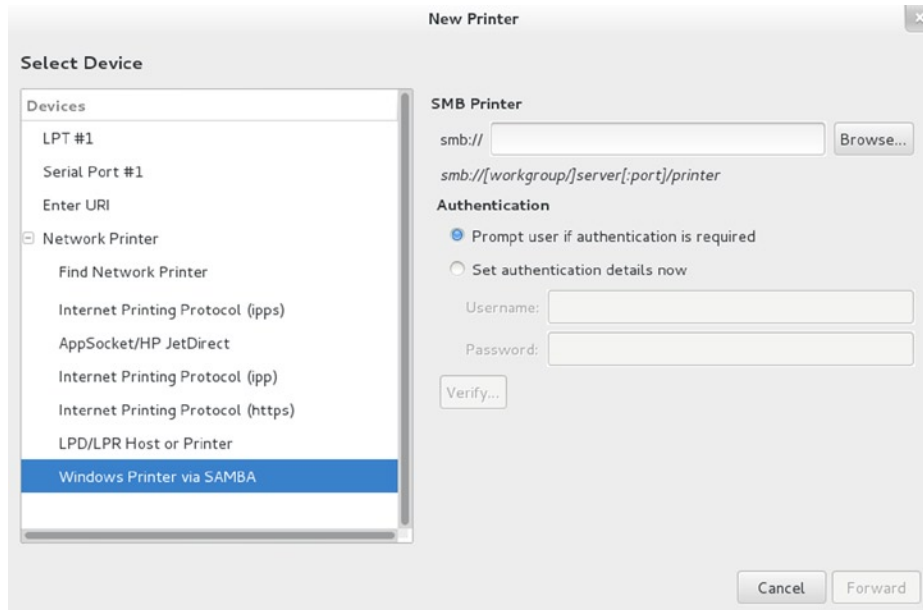 New Printer
Select Device
Devices
LPT #1
Serial Port #1
Enter URI
Network Printer
Find Network Printer
Internet Printing Protocol (ipps)
AppSocket/HP JetDirect
Internet Printing Protocol (ipp)
Internet Printing Protocol (https)
LPD/LPR Host or Printer
Windows Printer via SAMBA
SMB Printer
smb://
Browse...
smb://[workgroup/]server[:port]/printer
Authentication
Prompt user if authentication is required
Set authentication details now
Username:
Password:
Verify...
Cancel
Forward